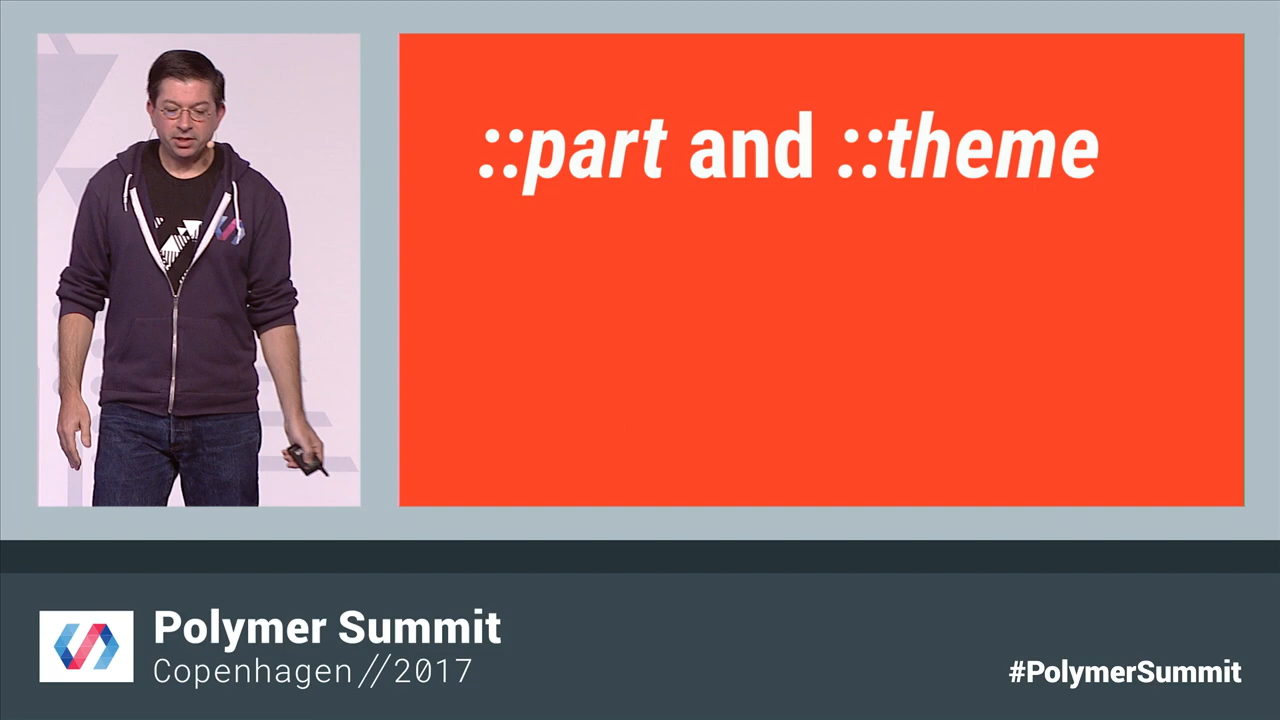 ::part and ::theme
Polymer Summit
Copenhagen//2017
#PolymerSummit